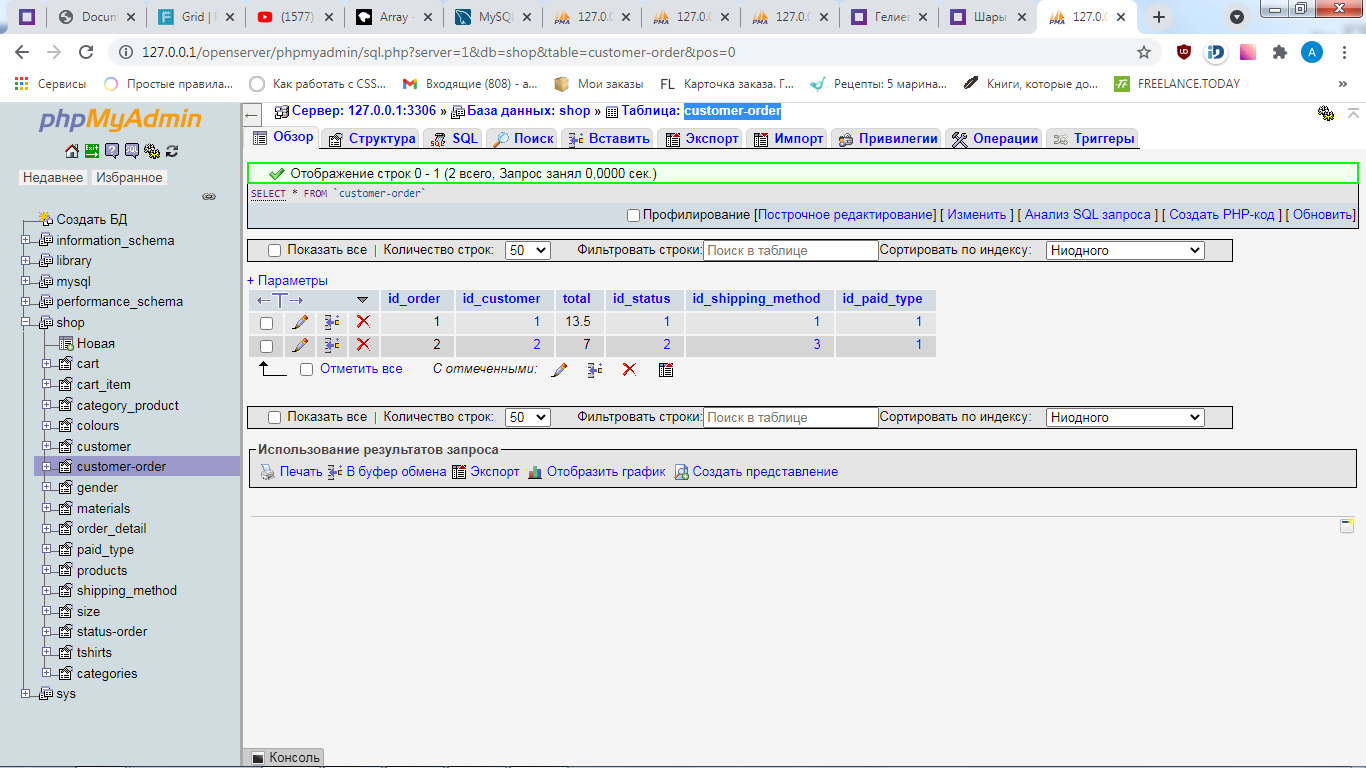 Docum
Grid | F
(1577)
Array -
MySQL
127.0.0
127.0.0
127.0.0
Гелиев
Шары
127.0.0
127.0.0.1/openserver/phpmyadmin/sql.php?server=1&db=shop&table=customer-order&pos=0
A
Сервисы
Простые правила...
Как работать с CSS...
Входящие (808) - a...
Мои заказы
FL Карточка заказа. Г...
Рецепты: 5 марина...
Книги, которые до...
FREELANCE.TODAY
»
phpMyAdmin
Недавнее
Избранное
Создать БД
information_schema
library
mysql
performance_schema
shop
Новая
cart
cart_item
category_product
colours
customer
customer-order
gender
materials
order_detail
paid_type
products
shipping_method
size
status-order
tshirts
categories
sys
Сервер: 127.0.0.1:3306 » База данных: shop » Таблица: customer-order
Обзор
Структура
SQL
Поиск
Вставить
Экспорт
Импорт
Привилегии
Операции
Триггеры
Отображение строк 0 - 1 (2 всего, Запрос занял 0,0000 сек.)
SELECT * FROM `customer-order`
Профилирование [Построчное редактирование] [ Изменить ] [ Анализ SQL запроса ] [ Создать PHP-код ] [ Обновить]
Показать все | Количество строк: 50 Фильтровать строки: Поиск в таблице Сортировать по индексу: Ниодного
+ Параметры
←T→ id_order id_customer total id_status id_shipping_method id_paid_type
1 1 13.5 1 1 1
2 2 7 2 3 1
Отметить все С отмеченными:
Показать все | Количество строк: 50 Фильтровать строки: Поиск в таблице Сортировать по индексу: Ниодного
Использование результатов запроса
Печать В буфер обмена Экспорт Отобразить график Создать представление
Консоль